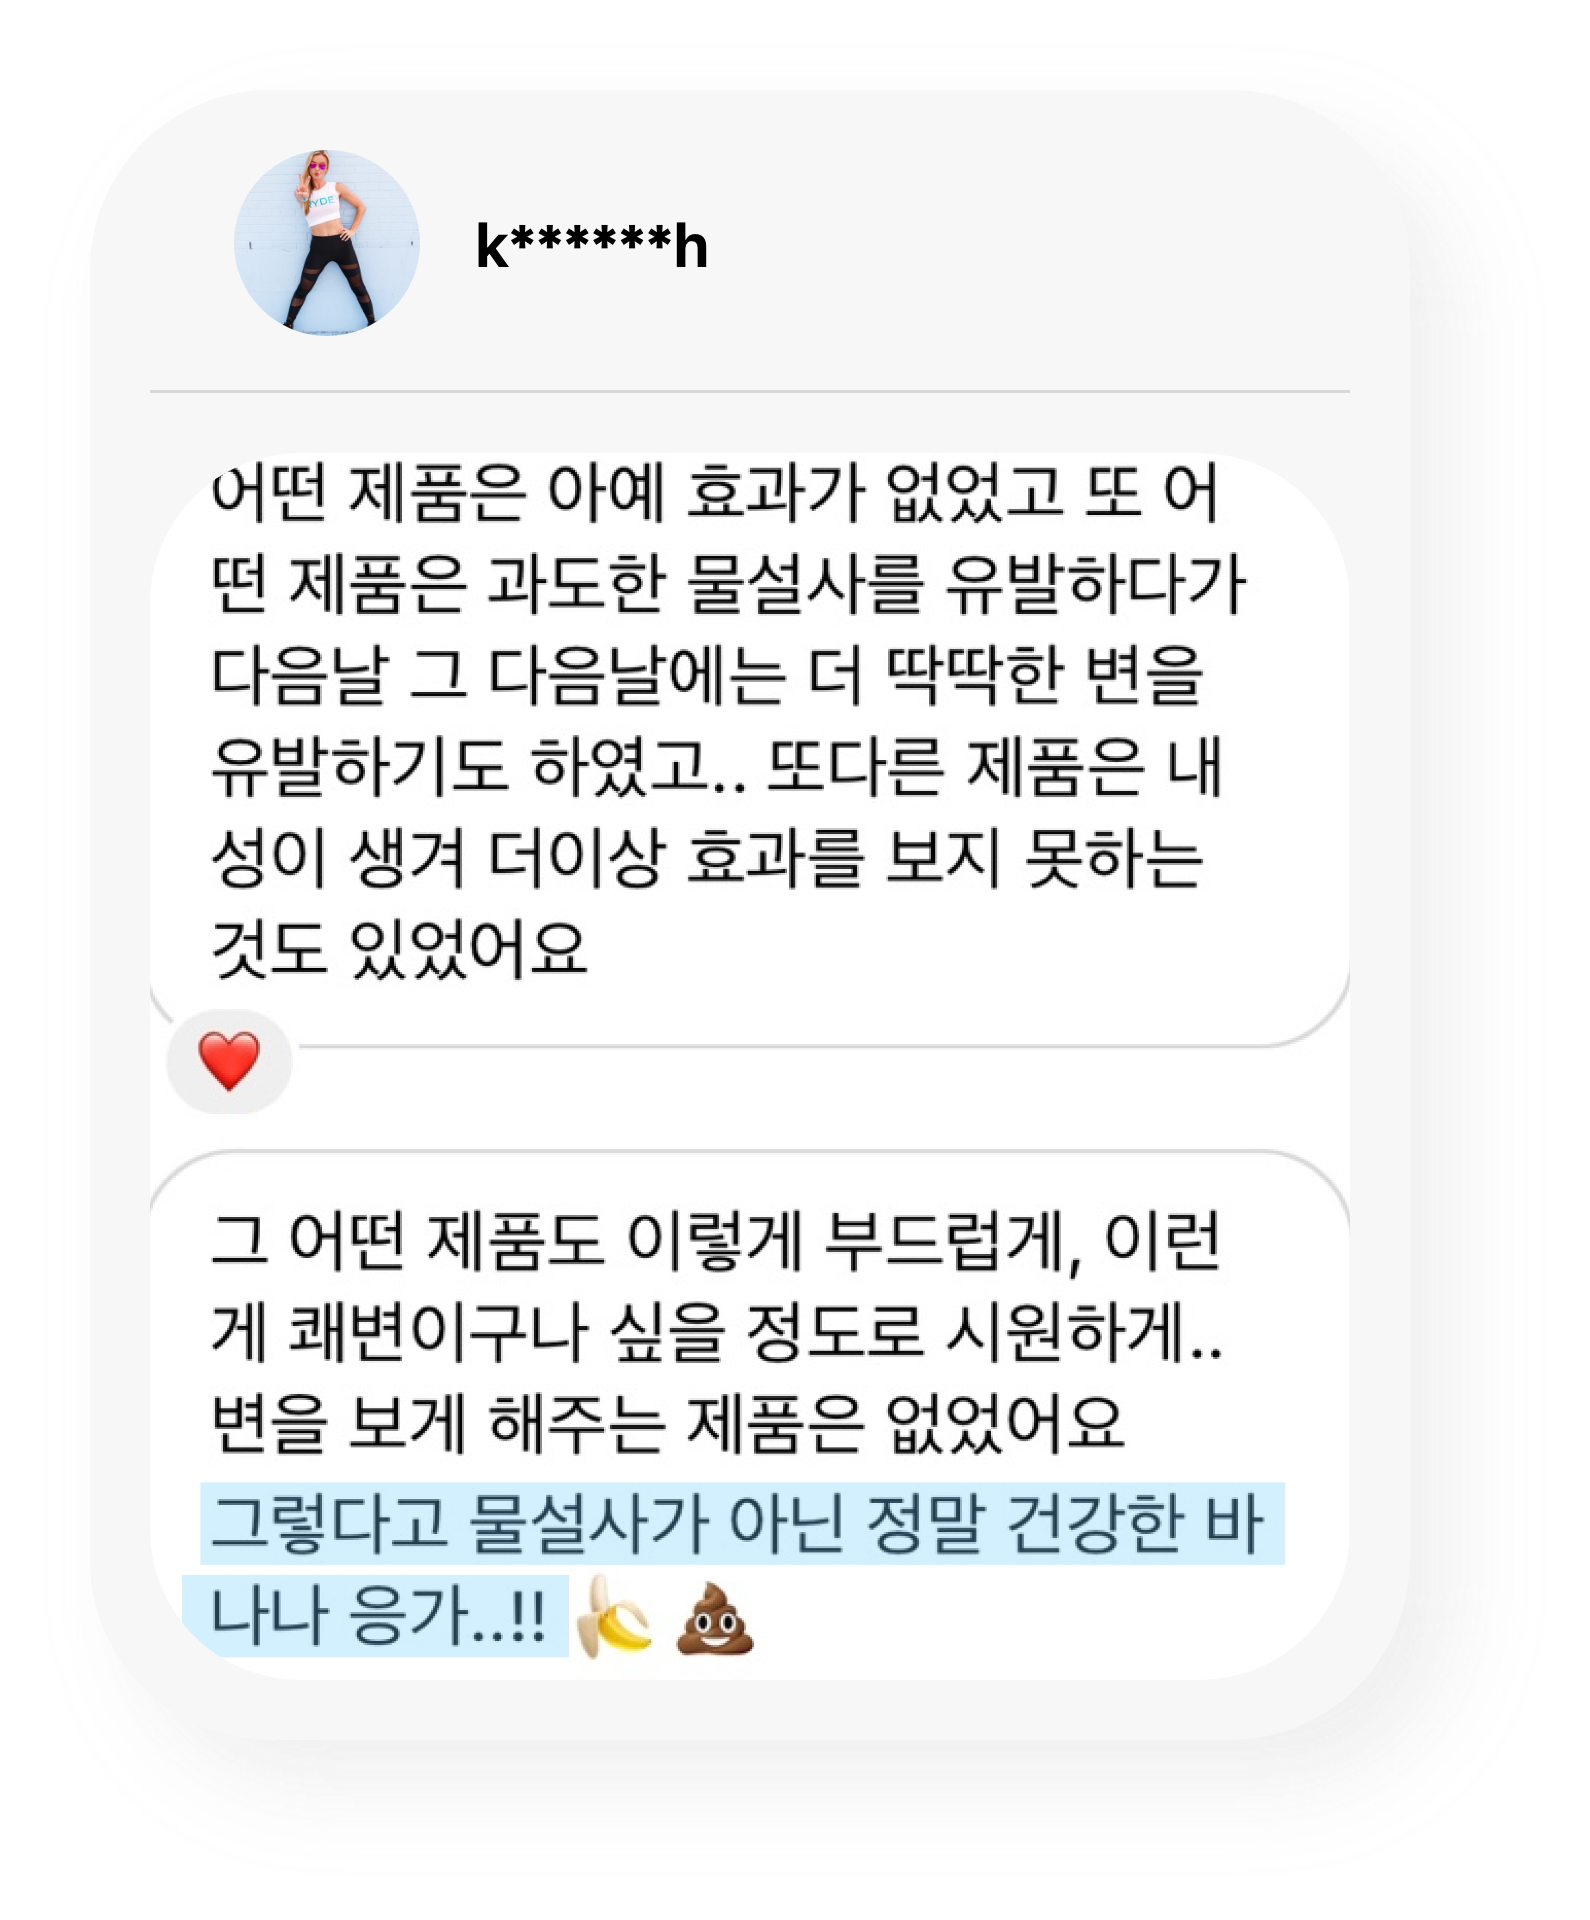 YDE
k******h
어떤 제품은 아예 효과가 없었고 또 어
떤 제품은 과도한 물설사를 유발하다가
다음날 그 다음날에는 더 딱딱한 변을
유발하기도 하였고.. 또다른 제품은 내
성이 생겨 더이상 효과를 보지 못하는
것도 있었어요
❤️
그 어떤 제품도 이렇게 부드럽게, 이런
게 쾌변이구나 싶을 정도로 시원하게..
변을 보게 해주는 제품은 없었어요
그렇다고 물설사가 아닌 정말 건강한 바
나나 응가..!! 🍌 💩